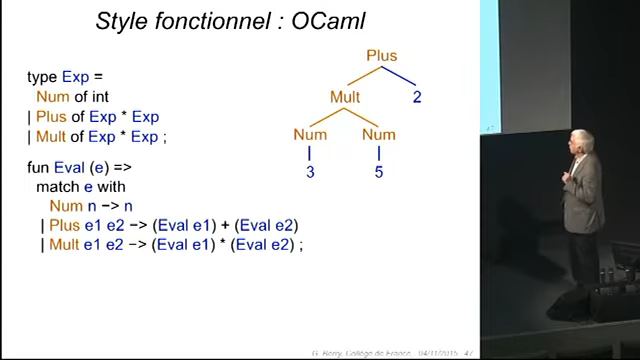 Style fonctionnel : OCaml
type Exp =
Num of int
| Plus of Exp * Exp
| Mult of Exp * Exp ;
fun Eval (e) =>
match e with
Num n −> n
| Plus e1 e2 −> (Eval e1) + (Eval e2)
| Mult e1 e2 −> (Eval e1) * (Eval e2) ;
Plus
Mult 2
Num Num
3 5
G. Berry, Collège de France, 04/11/2015 47
47